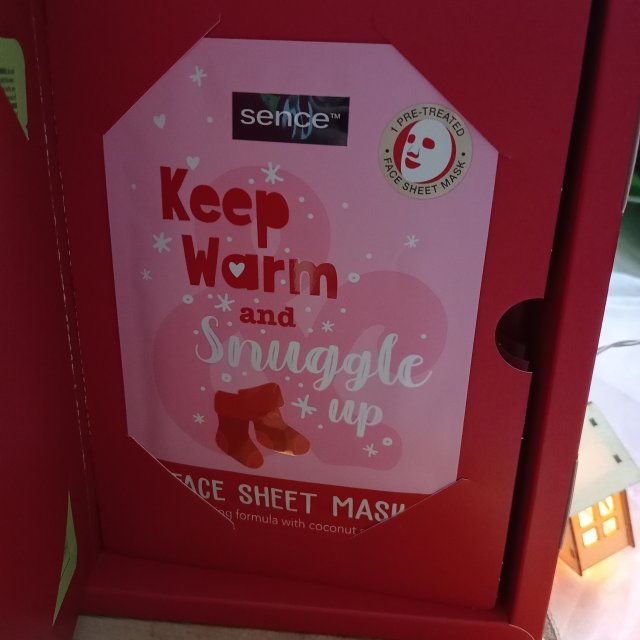 sence™
1 PRE-TREATED
• FACE SHEET MASK •
Keep
Warm
and
Snuggle
up
FACE SHEET MASK
formula with coconut